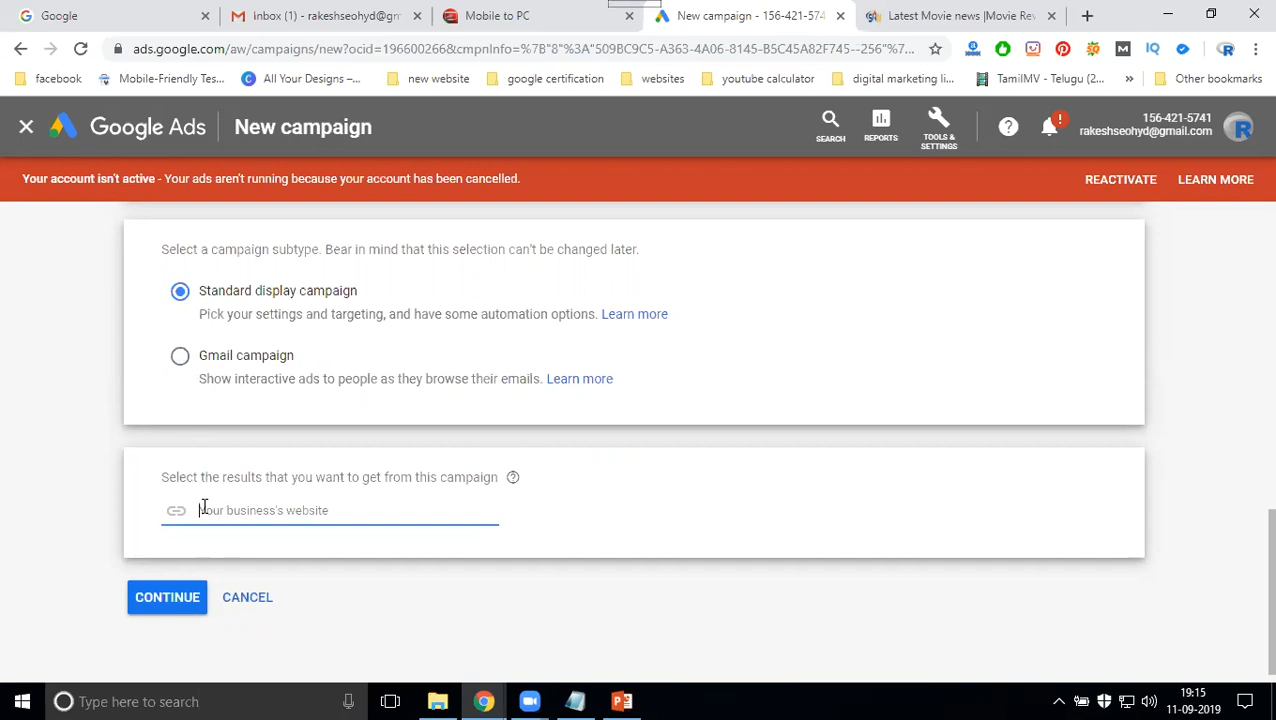 Google
Inbox (1) - rakeshseohyd@gmail
Mobile to PC
New campaign - 156-421-574
Latest Movie news |Movie Rev
ads.google.com/aw/campaigns/new?ocid=196600266&cmpnInfo=%7B"8"%3A"509BC9C5-A363-4A06-8145-B5C45A82F745--256"%7...
facebook
Mobile-Friendly Tes...
All Your Designs –...
new website
google certification
websites
youtube calculator
digital marketing li...
TamilMV - Telugu (2...
»
Other bookmarks
Google Ads
New campaign
SEARCH
REPORTS
TOOLS &
SETTINGS
156-421-5741
rakeshseohyd@gmail.com
Your account isn't active - Your ads aren't running because your account has been cancelled.
REACTIVATE
LEARN MORE
Select a campaign subtype. Bear in mind that this selection can't be changed later.
Standard display campaign
Pick your settings and targeting, and have some automation options. Learn more
Gmail campaign
Show interactive ads to people as they browse their emails. Learn more
Select the results that you want to get from this campaign
Your business's website
CONTINUE
CANCEL
Type here to search
19:15
11-09-2019